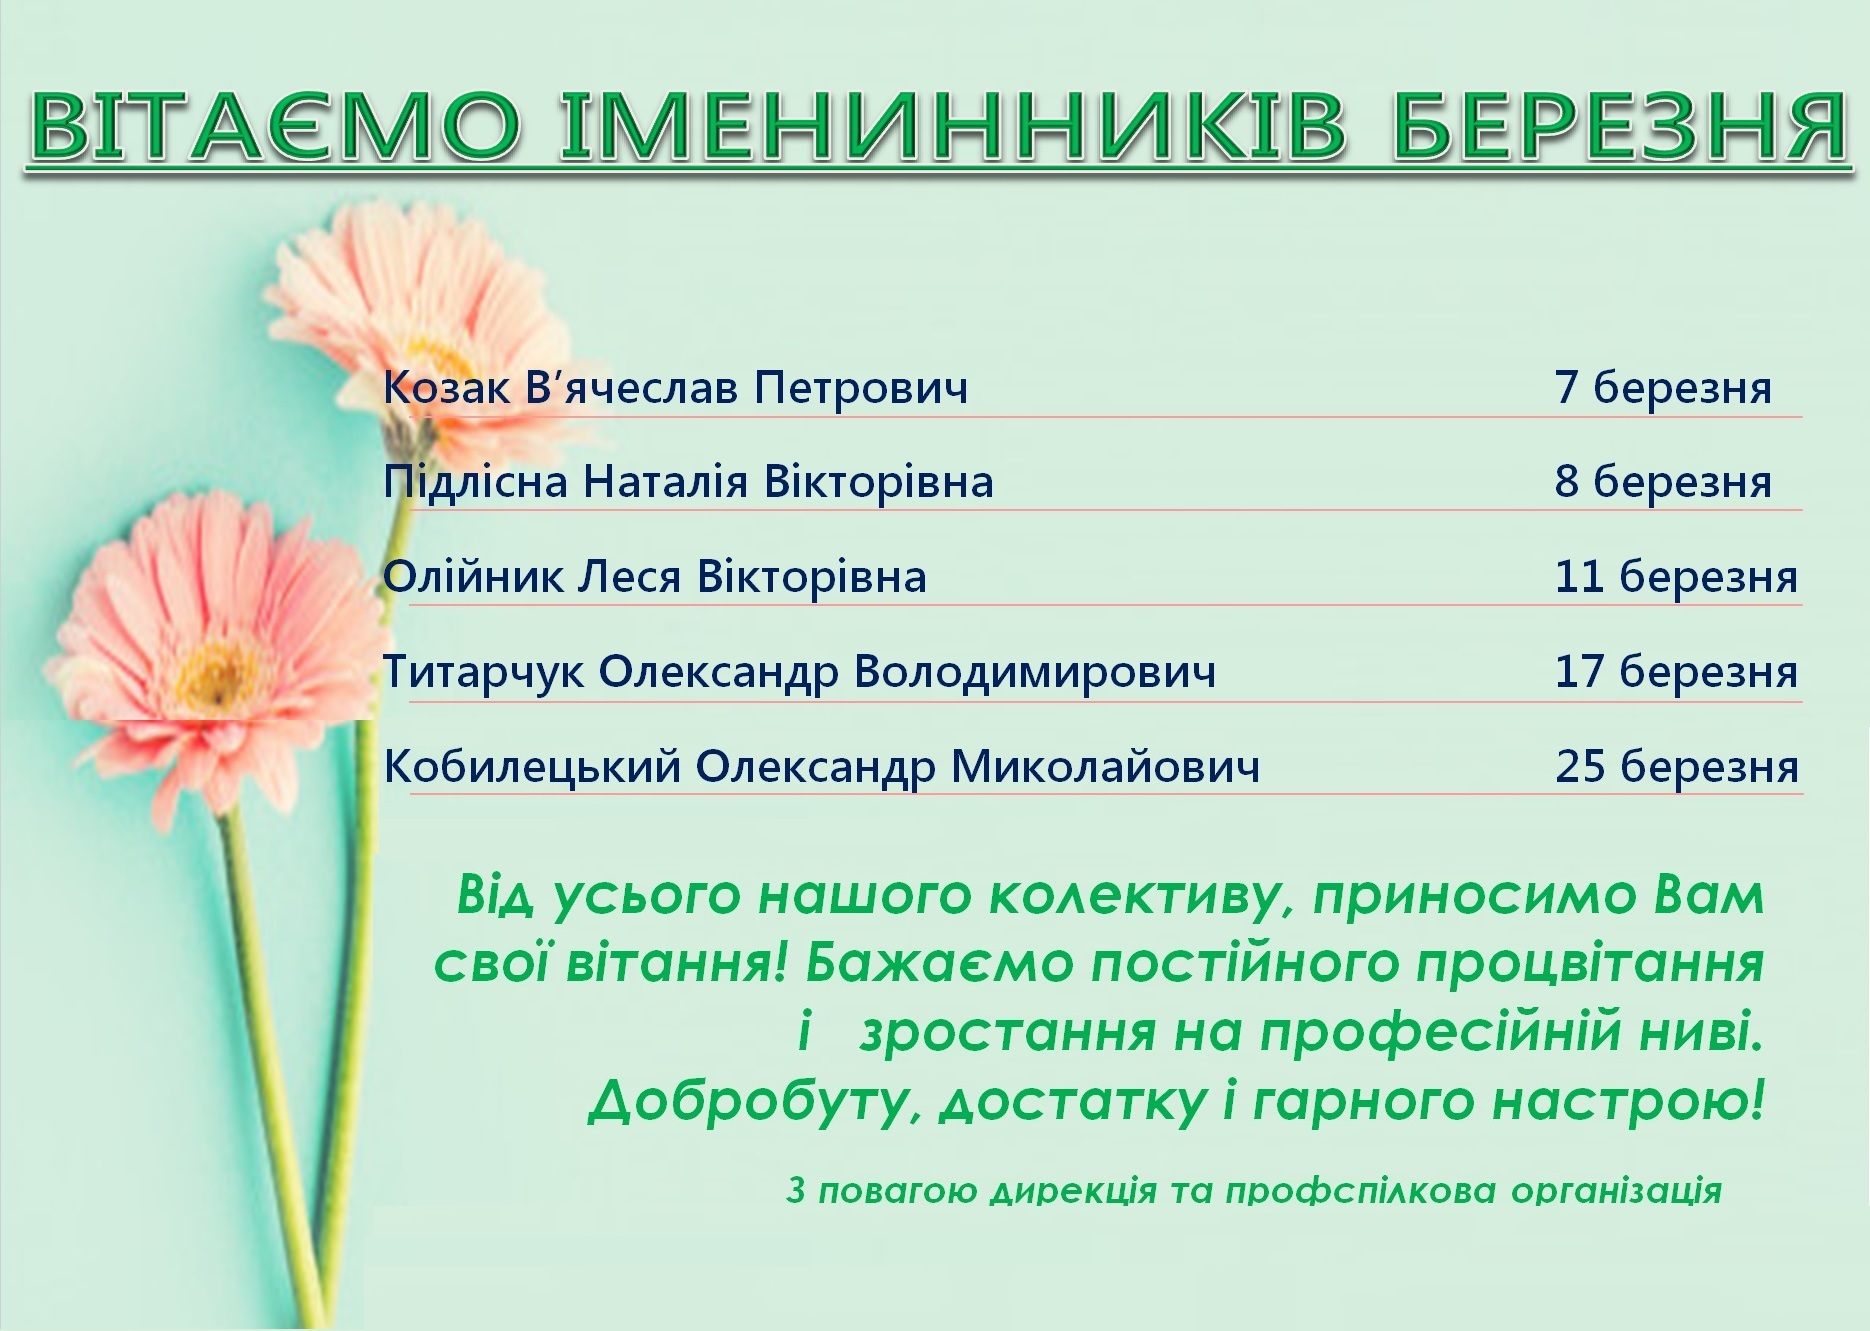 ВІТАЄМО ІМЕНИННИКІВ БЕРЕЗНЯ
Козак В’ячеслав Петрович 7 березня
Підлісна Наталія Вікторівна 8 березня
Олійник Леся Вікторівна 11 березня
Титарчук Олександр Володимирович 17 березня
Кобилецький Олександр Миколайович 25 березня
Від усього нашого колективу, приносимо Вам
свої вітання! Бажаємо постійного процвітання
і зростання на професійній ниві.
Добробуту, достатку і гарного настрою!
З повагою дирекція та профспілкова організація